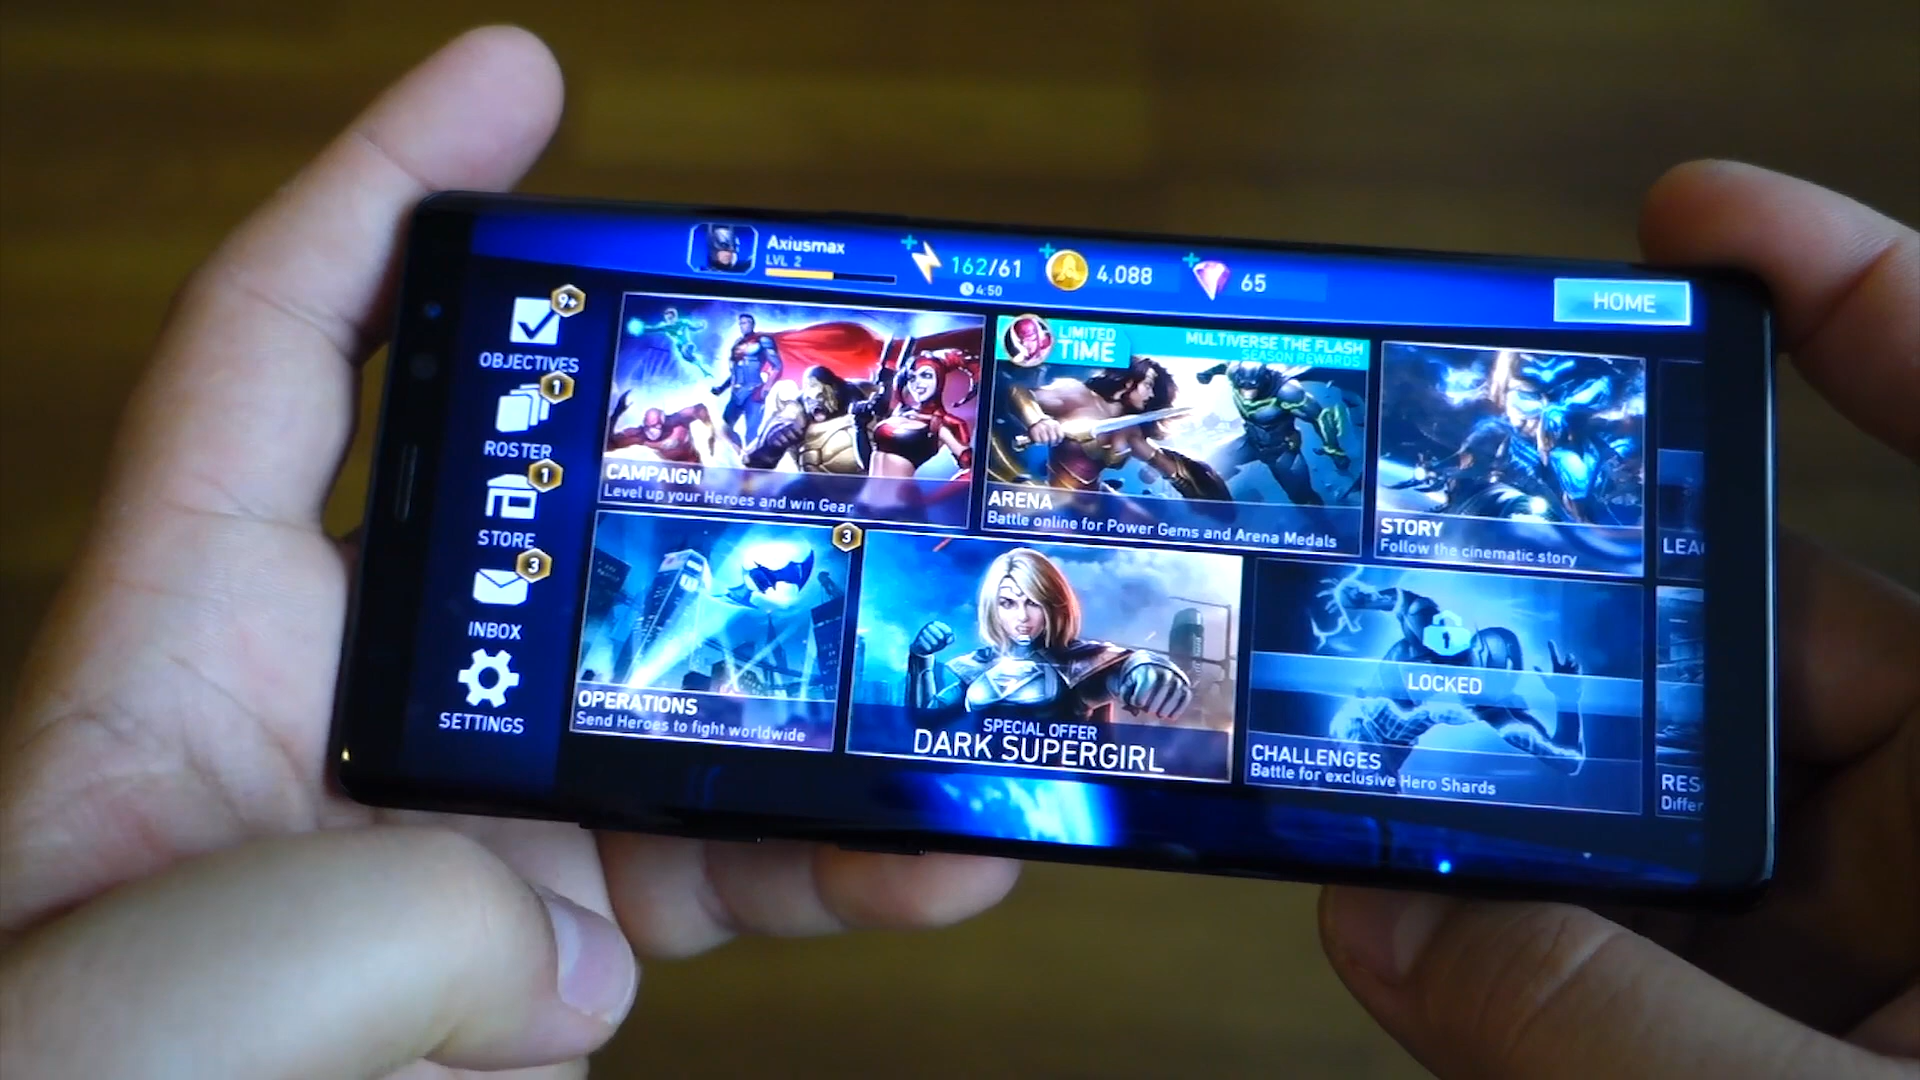 Axiusmax
LVL 2
162/61
4:50
4,088
65
HOME
9+
OBJECTIVES
1
ROSTER
1
STORE
3
INBOX
SETTINGS
CAMPAIGN
Level up your Heroes and win Gear
LIMITED
TIME
MULTIVERSE THE FLASH
SEASON REWARDS
ARENA
Battle online for Power Gems and Arena Medals
STORY
Follow the cinematic story
LEA
3
OPERATIONS
Send Heroes to fight worldwide
SPECIAL OFFER
DARK SUPERGIRL
LOCKED
CHALLENGES
Battle for exclusive Hero Shards
RES
Differ